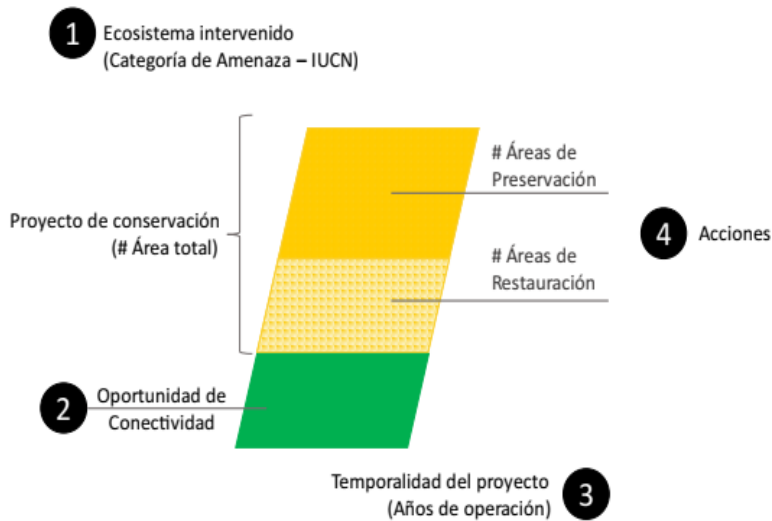 1
Ecosistema intervenido
(Categoría de Amenaza – IUCN)
# Áreas de
Preservación
Proyecto de conservación
(# Área total)
4
Acciones
# Áreas de
Restauración
2
Oportunidad de
Conectividad
Temporalidad del proyecto
(Años de operación)
3